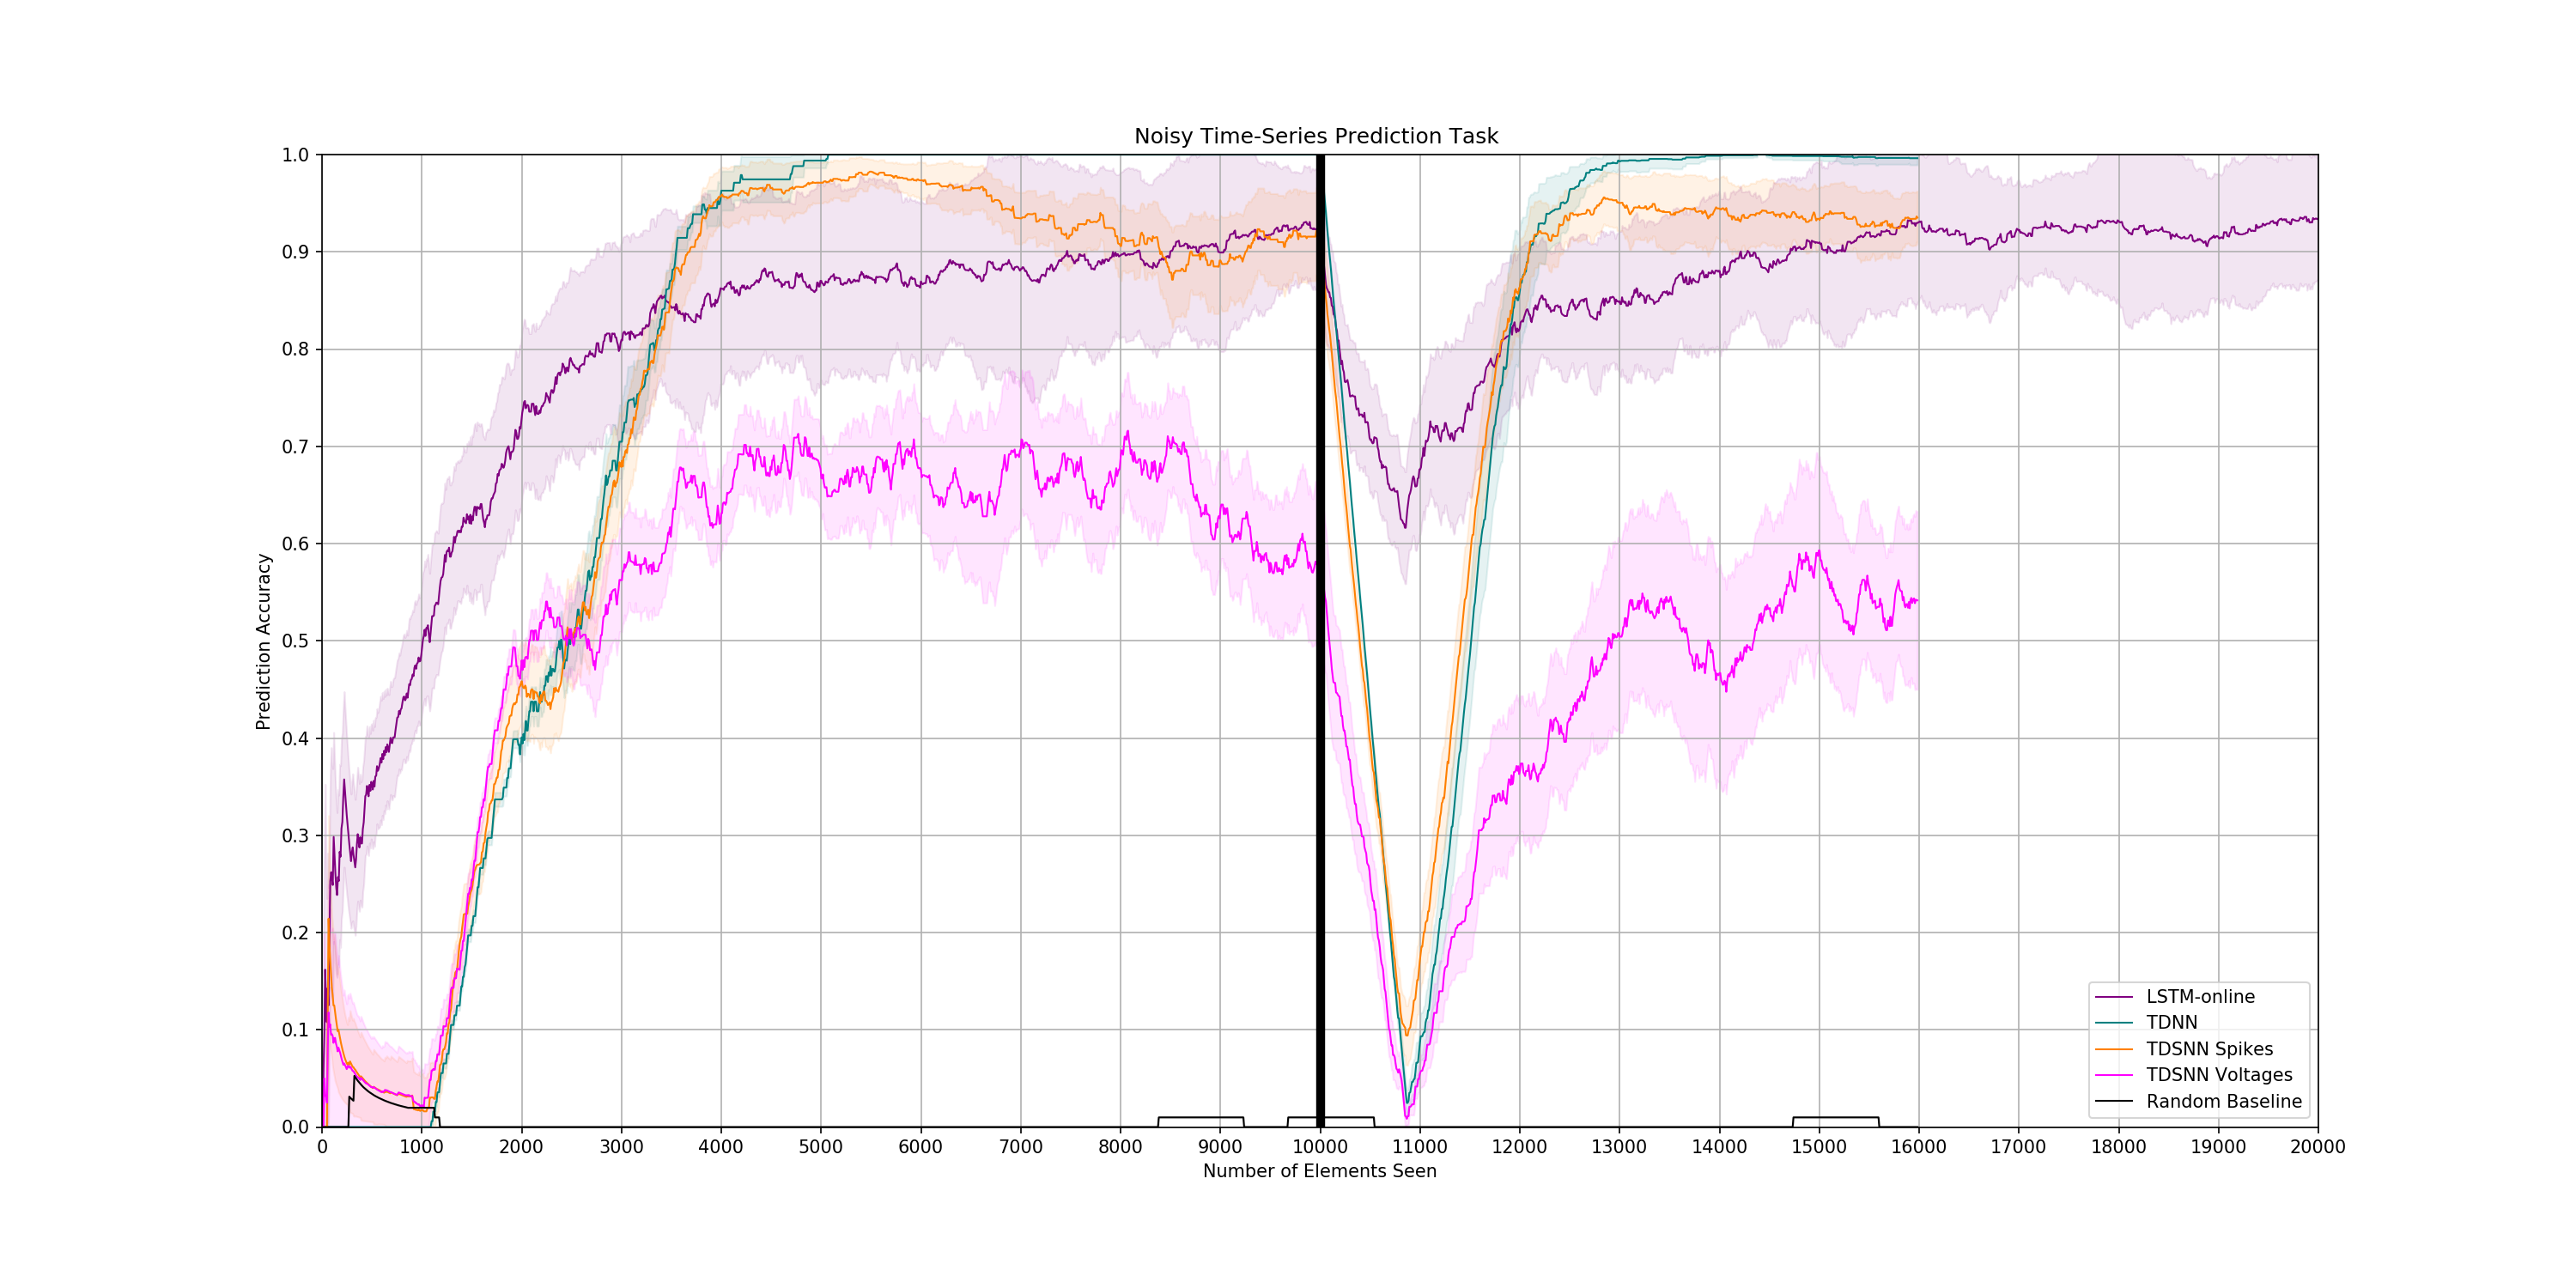 Noisy Time-Series Prediction Task
1.0
0.9
0.8
0.7
0.6
0.5
0.4
0.3
0.2
0.1
0.0
Prediction Accuracy
LSTM-online
TDNN
TDSNN Spikes
TDSNN Voltages
Random Baseline
0 1000 2000 3000 4000 5000 6000 7000 8000 9000 10000 11000 12000 13000 14000 15000 16000 17000 18000 19000 20000
Number of Elements Seen